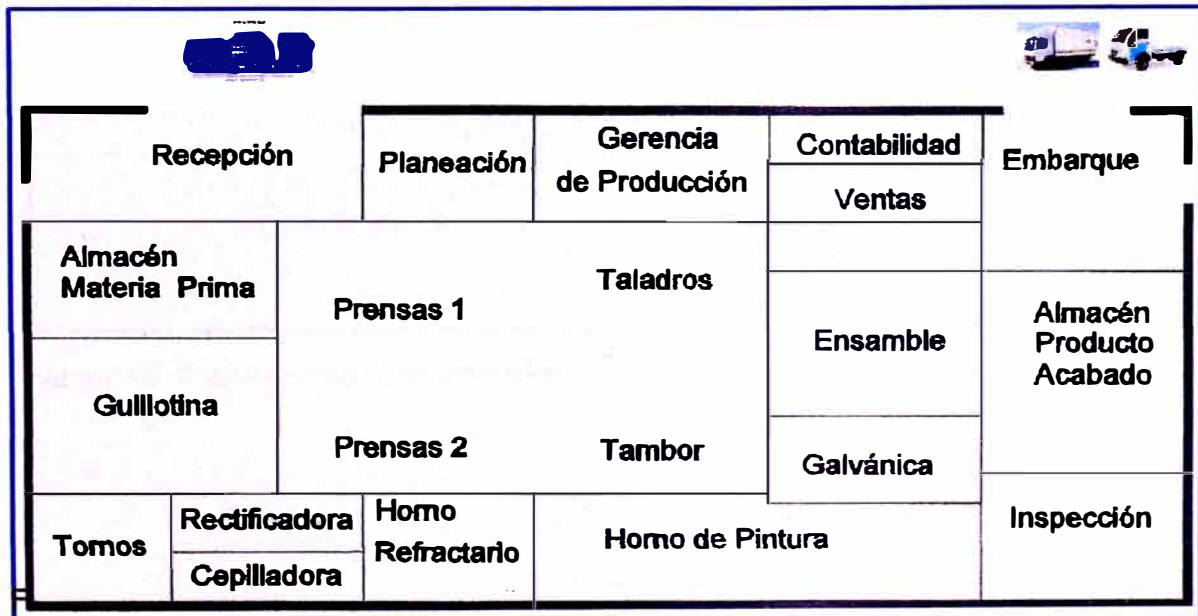 Recepción
Planeación
Gerencia
de Producción
Contabilidad
Ventas
Embarque
Almacén
Materia Prima
Prensas 1
Taladros
Ensamble
Almacén
Producto
Acabado
Guillotina
Prensas 2
Tambor
Galvánica
Tornos
Rectificadora
Cepilladora
Horno
Refractario
Horno de Pintura
Inspección